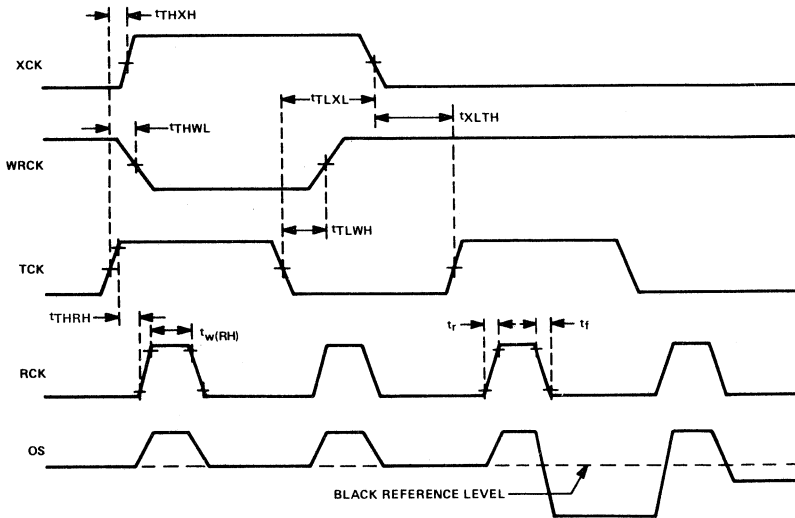 tTHXH
XCK
tTLXL
tXLTH
tTHWL
WRCK
tTLWH
TCK
tTHRH
tw(RH)
tr
tf
RCK
OS
BLACK REFERENCE LEVEL